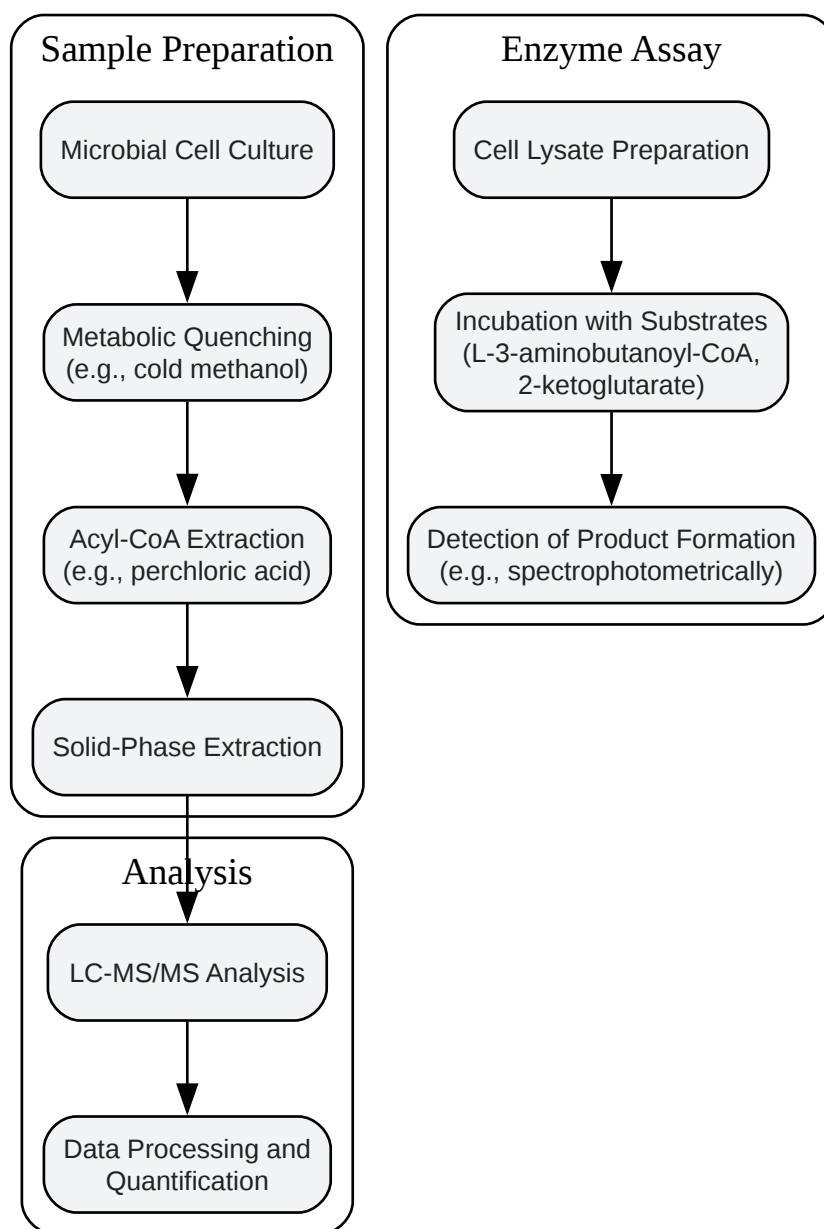 Sample Preparation
Microbial Cell Culture
Metabolic Quenching
(e.g., cold methanol)
Acyl-CoA Extraction
(e.g., perchloric acid)
Solid-Phase Extraction
Analysis
LC-MS/MS Analysis
Data Processing and
Quantification
Enzyme Assay
Cell Lysate Preparation
Incubation with Substrates
(L-3-aminobutanoyl-CoA,
2-ketoglutarate)
Detection of Product Formation
(e.g., spectrophotometrically)